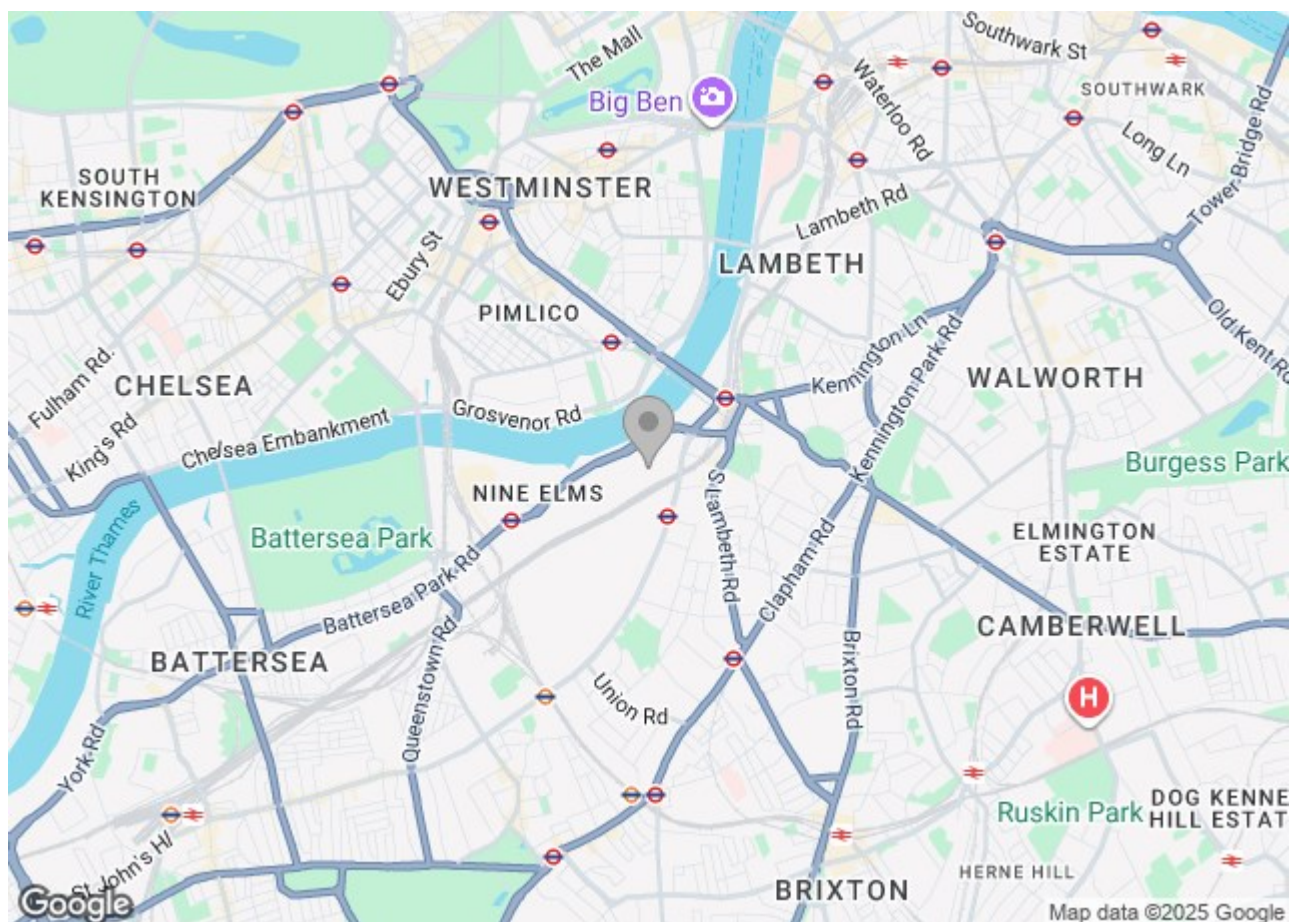 The Mall
Southwark St
Big Ben
Waterloo Rd
SOUTHWARK
Long Ln
Tower Bridge Rd
SOUTH
KENSINGTON
WESTMINSTER
Lambeth Rd
LAMBETH
Ebury St
PIMLICO
Old Kent Rd
Fulham Rd.
CHELSEA
Kennington Ln
Kennington Park Rd
WALWORTH
King's Rd
Chelsea Embankment
Grosvenor Rd
Burgess Park
NINE ELMS
S Lambeth Rd
Clapham Rd
ELMINGTON
ESTATE
Battersea Park
River Thames
Battersea Park Rd
CAMBERWELL
BATTERSEA
Queenstown Rd
Union Rd
Brixton Rd
H
York Rd
Ruskin Park
DOG KENNE
HILL ESTAT
St John's Hl
HERNE HILL
BRIXTON
Google
Map data ©2025 Google